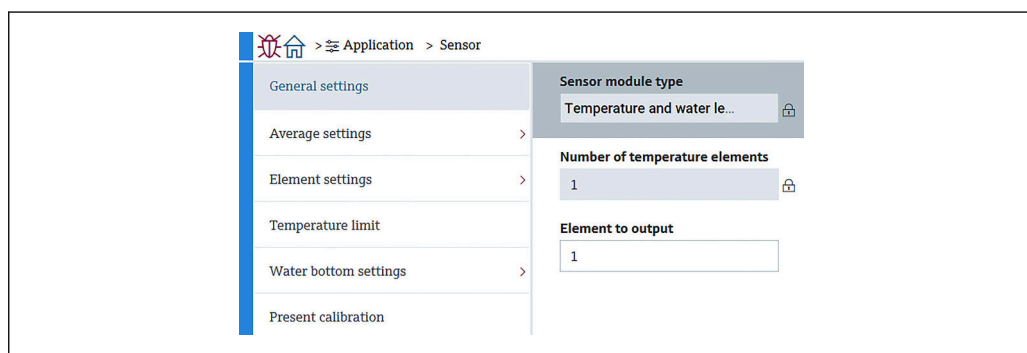 > Application > Sensor
General settings
Average settings
Element settings
Temperature limit
Water bottom settings
Present calibration
Sensor module type
Temperature and water le...
Number of temperature elements
1
Element to output
1